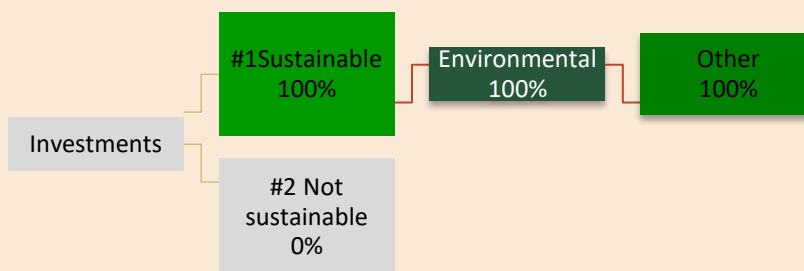 #1Sustainable
100%
Environmental
100%
Other
100%
Investments
#2 Not
sustainable
0%